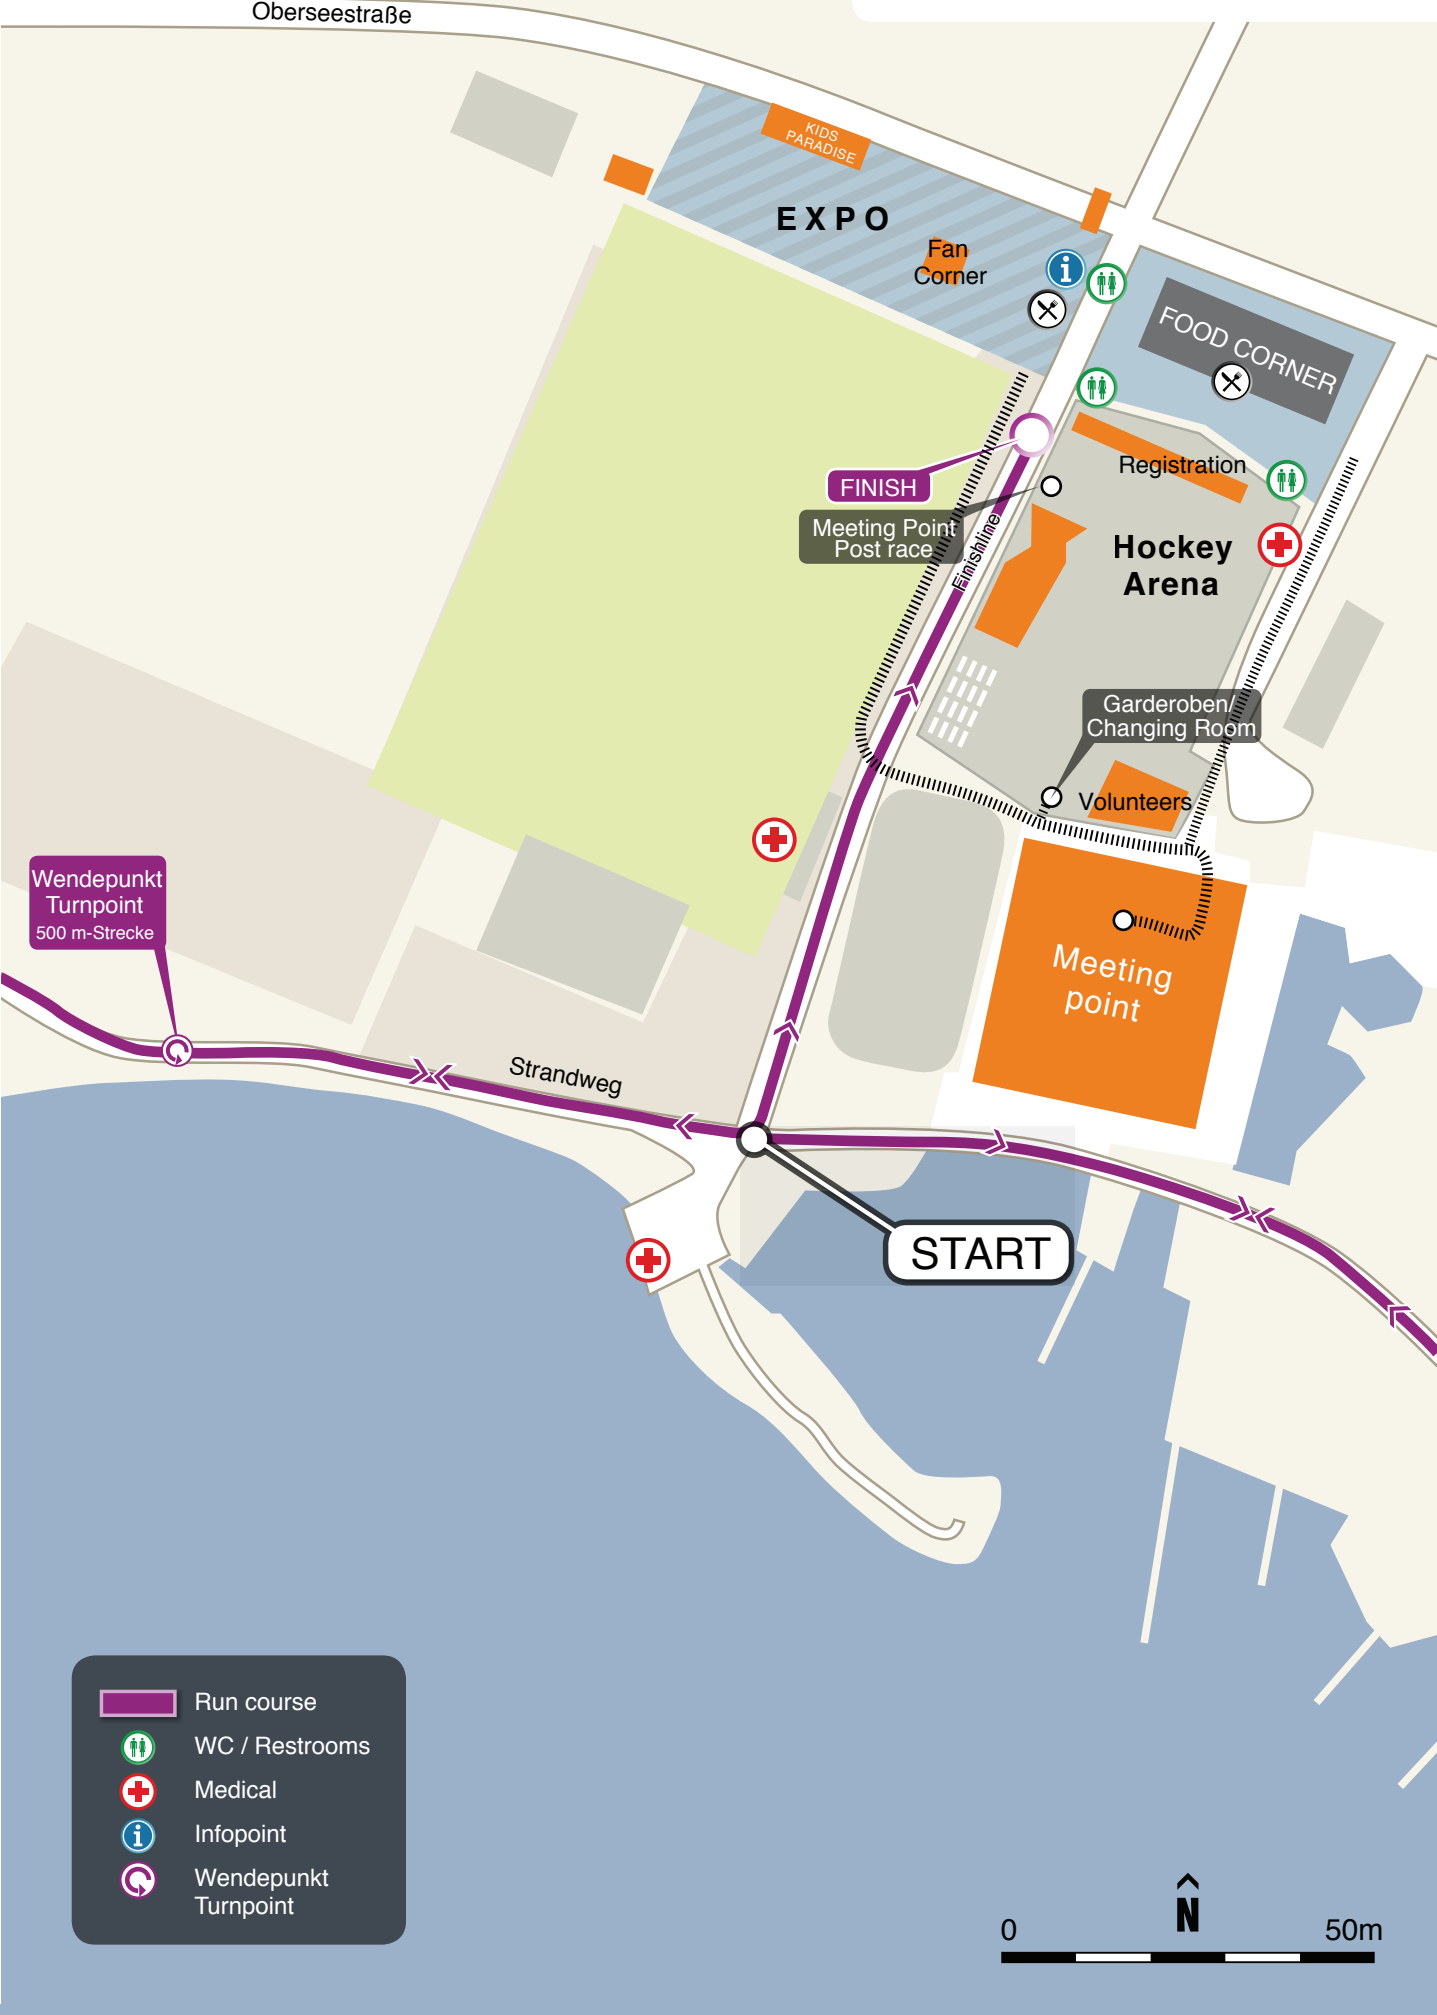 Oberseestraße
KIDS
PARADISE
EXPO
Fan
Corner
FOOD CORNER
Registration
FINISH
Meeting Point
Post race
Finishline
Hockey
Arena
Garderoben/
Changing Room
Volunteers
Wendepunkt
Turnpoint
500 m-Strecke
Meeting
point
Strandweg
START
Run course
WC / Restrooms
Medical
Infopoint
Wendepunkt
Turnpoint
N
0 50m